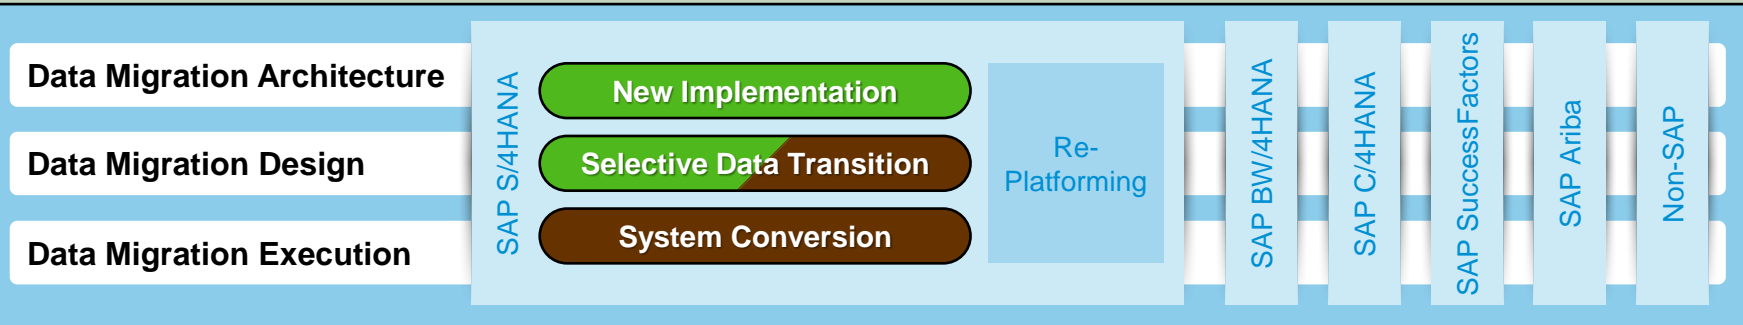 Data Migration Architecture
Data Migration Design
Data Migration Execution
SAP S/4HANA
New Implementation
Selective Data Transition
System Conversion
Re-
Platforming
SAP BW/4HANA
SAP C/4HANA
SAP SuccessFactors
SAP Ariba
Non-SAP